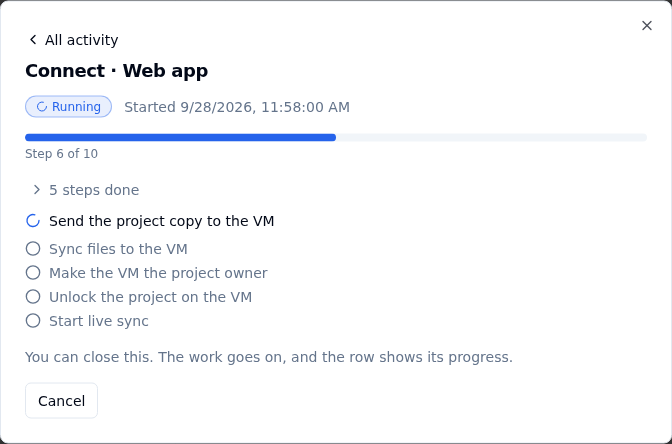 All activity
Connect · Web app
Running
Started 9/28/2026, 11:58:00 AM
Step 6 of 10
5 steps done
Send the project copy to the VM
Sync files to the VM
Make the VM the project owner
Unlock the project on the VM
Start live sync
You can close this. The work goes on, and the row shows its progress.
Cancel